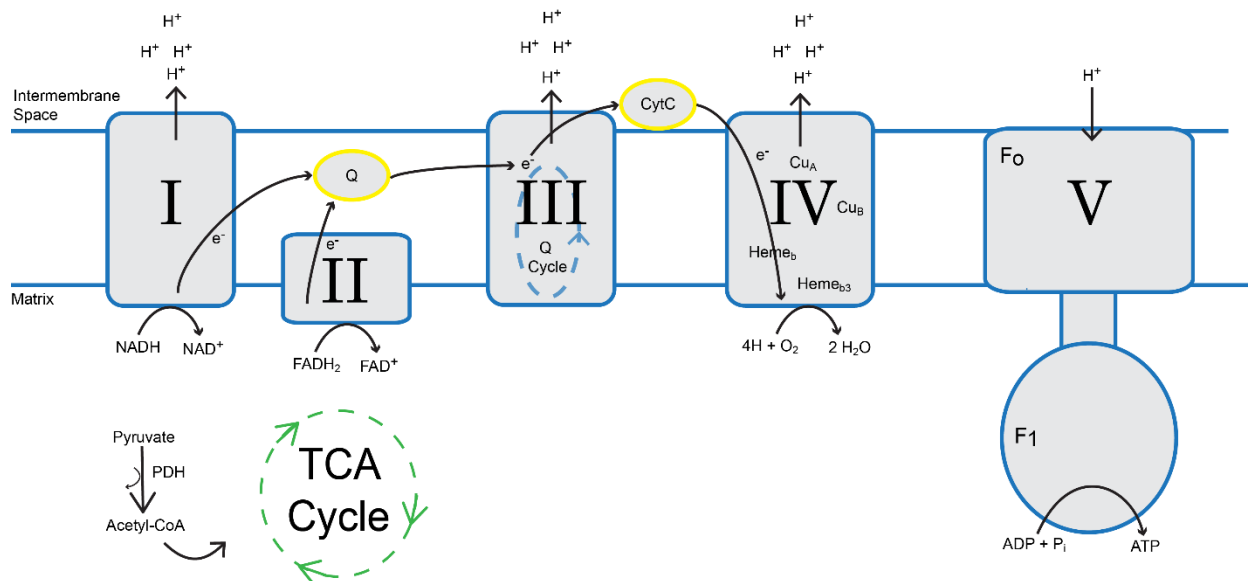 H⁺
H⁺ H⁺
H⁺
H⁺
H⁺ H⁺
H⁺
H⁺
H⁺ H⁺
H⁺
H⁺
Intermembrane
Space
CytC
Q
e⁻
e⁻
e⁻
e⁻
I
II
III
Q
Cycle
Cu_A
IV
Cu_B
Heme_b
Heme_b3
Fo
V
Matrix
NADH NAD⁺
FADH₂ FAD⁺
4H + O₂ 2 H₂O
Pyruvate
PDH
Acetyl-CoA
TCA
Cycle
F1
ADP + Pᵢ ATP